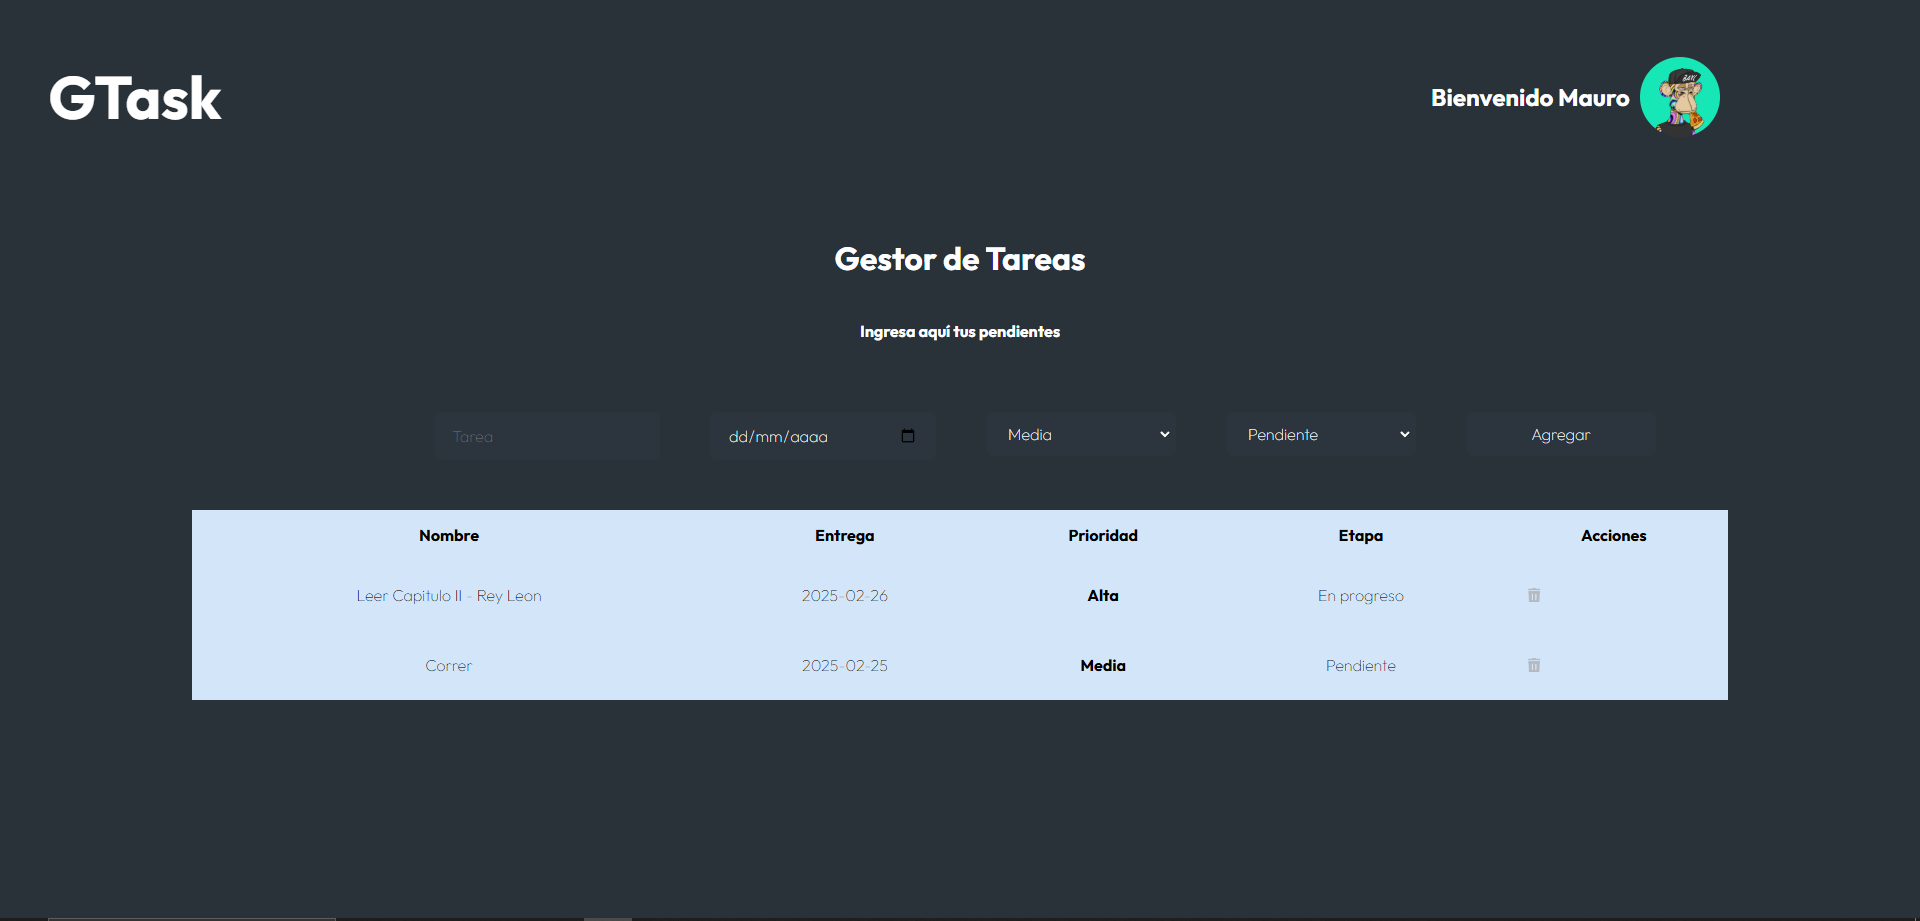 GTask
Bienvenido Mauro
Gestor de Tareas
Ingresa aquí tus pendientes
Tarea dd/mm/aaaa Media Pendiente Agregar
Nombre Entrega Prioridad Etapa Acciones
Leer Capitulo II - Rey Leon 2025-02-26 Alta En progreso
Correr 2025-02-25 Media Pendiente